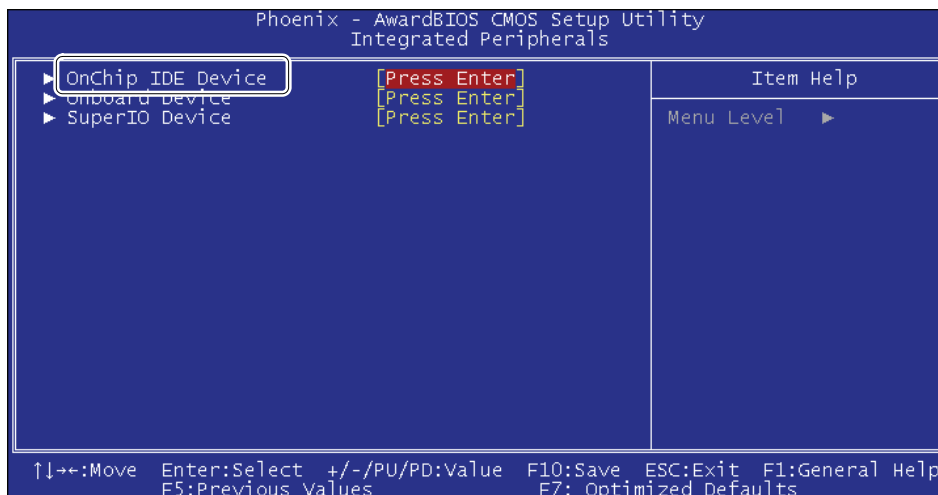 Phoenix - AwardBIOS CMOS Setup Utility
Integrated Peripherals
► OnChip IDE Device [Press Enter]
► Onboard Device [Press Enter]
► SuperIO Device [Press Enter]
Item Help
Menu Level ►
↑↓→←:Move Enter:Select +/-/PU/PD:Value F10:Save ESC:Exit F1:General Help
F5:Previous Values F7: Optimized Defaults